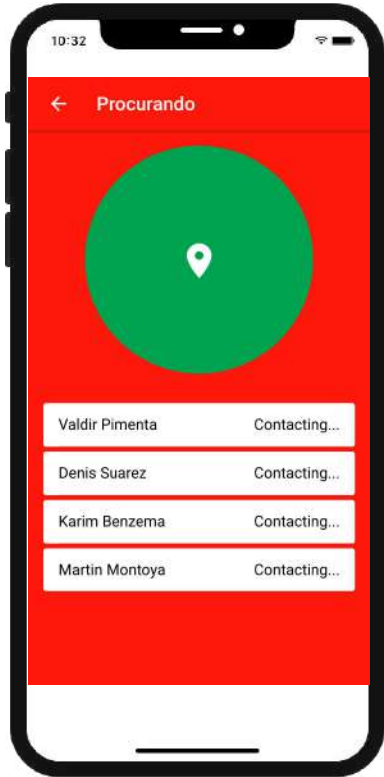 10:32
Procurando
Valdir Pimenta Contacting...
Denis Suarez Contacting...
Karim Benzema Contacting...
Martin Montoya Contacting...